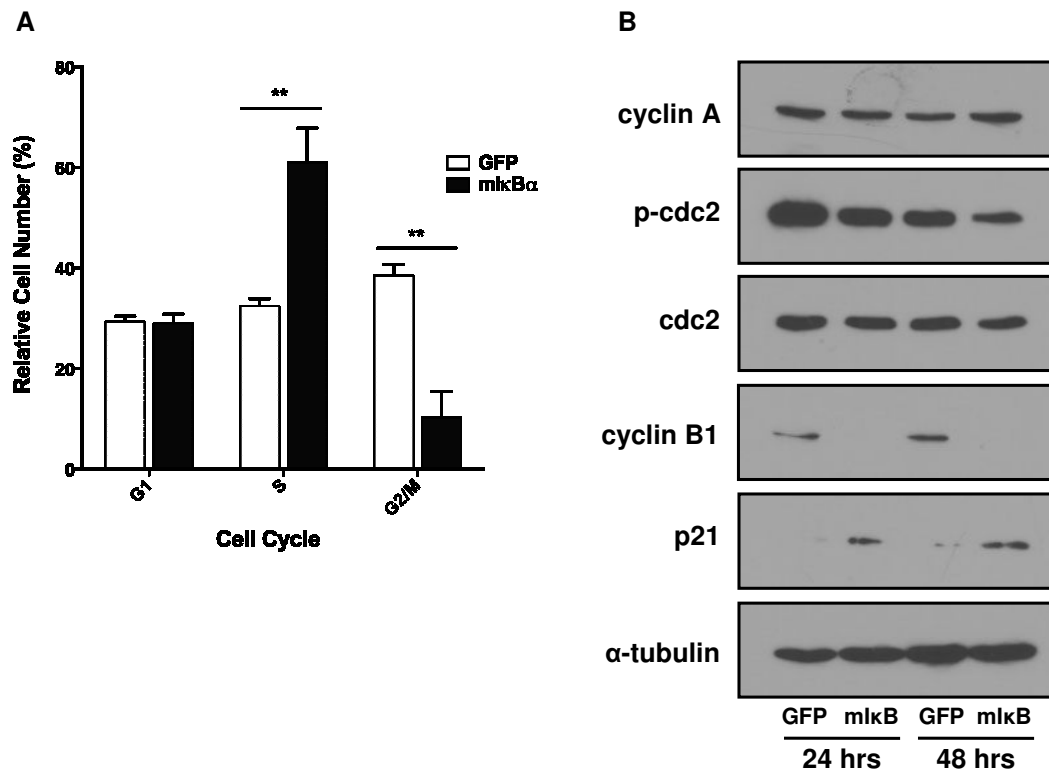 A
80
60
40
20
0
Relative Cell Number (%)
**
**
GFP
mIκBα
G1
S
G2/M
Cell Cycle
B
cyclin A
p-cdc2
cdc2
cyclin B1
p21
α-tubulin
GFP mIκB GFP mIκB
24 hrs 48 hrs